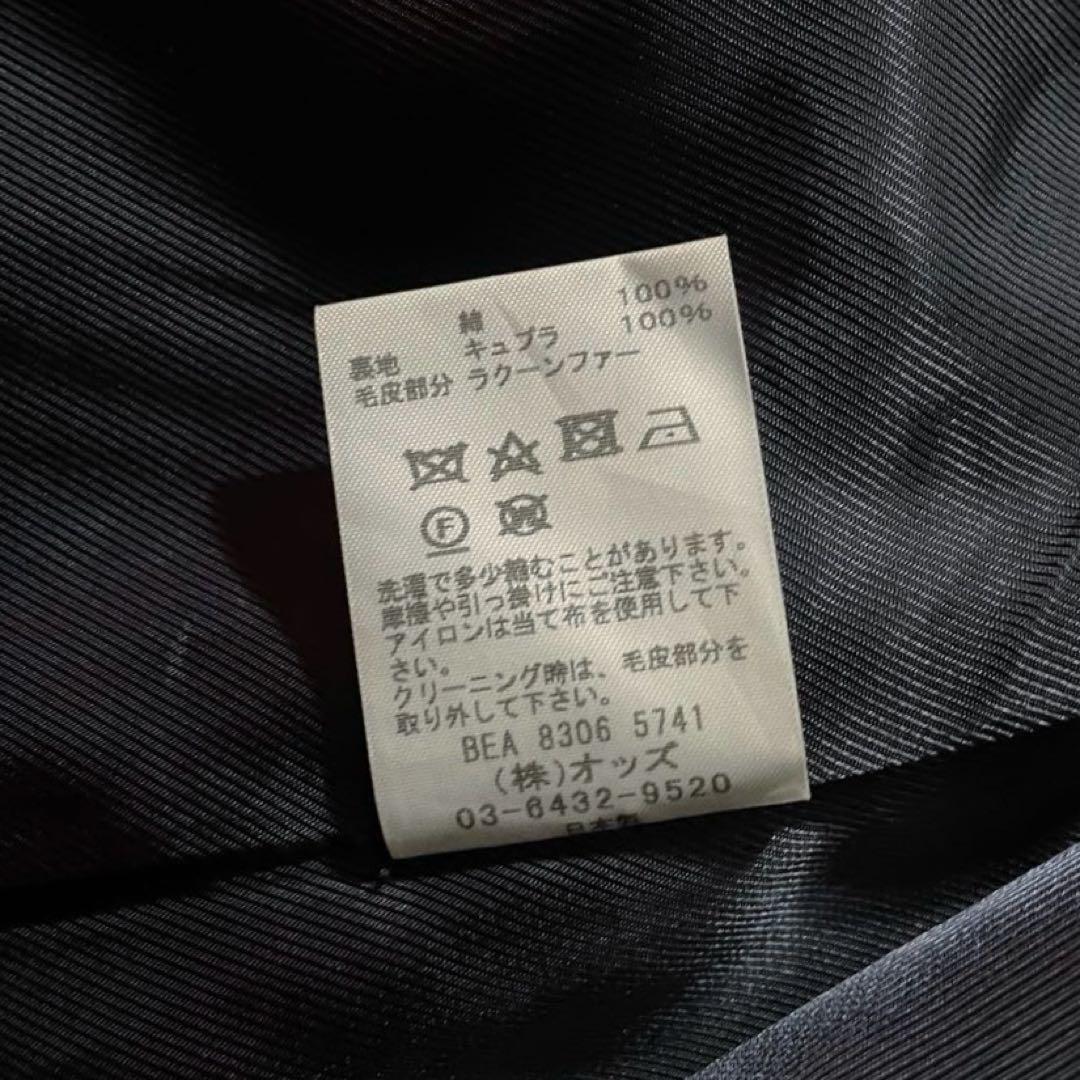 綿 100%
裏地 キュプラ 100%
毛皮部分 ラクーンファー
F
W
洗濯で多少縮むことがあります。
摩擦や引っ掛けにご注意下さい。
アイロンは当て布を使用して下
さい。
クリーニング時は、毛皮部分を
取り外して下さい。
BEA 8306 5741
(株)オッズ
03-6432-9520
日本製